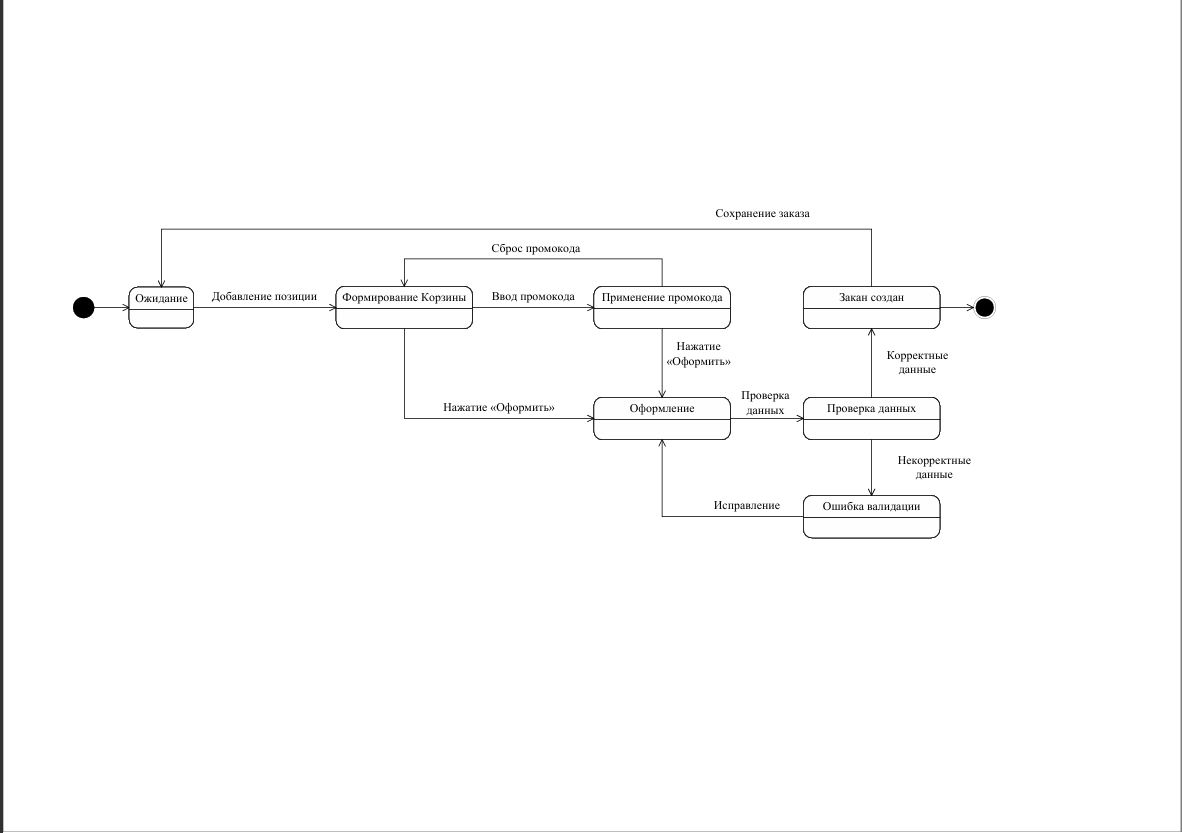 Сохранение заказа
Сброс промокода
Ожидание
Добавление позиции
Формирование Корзины
Ввод промокода
Применение промокода
Закан создан
Нажатие
«Оформить»
Корректные
данные
Нажатие «Оформить»
Оформление
Проверка
данных
Проверка данных
Некорректные
данные
Исправление
Ошибка валидации